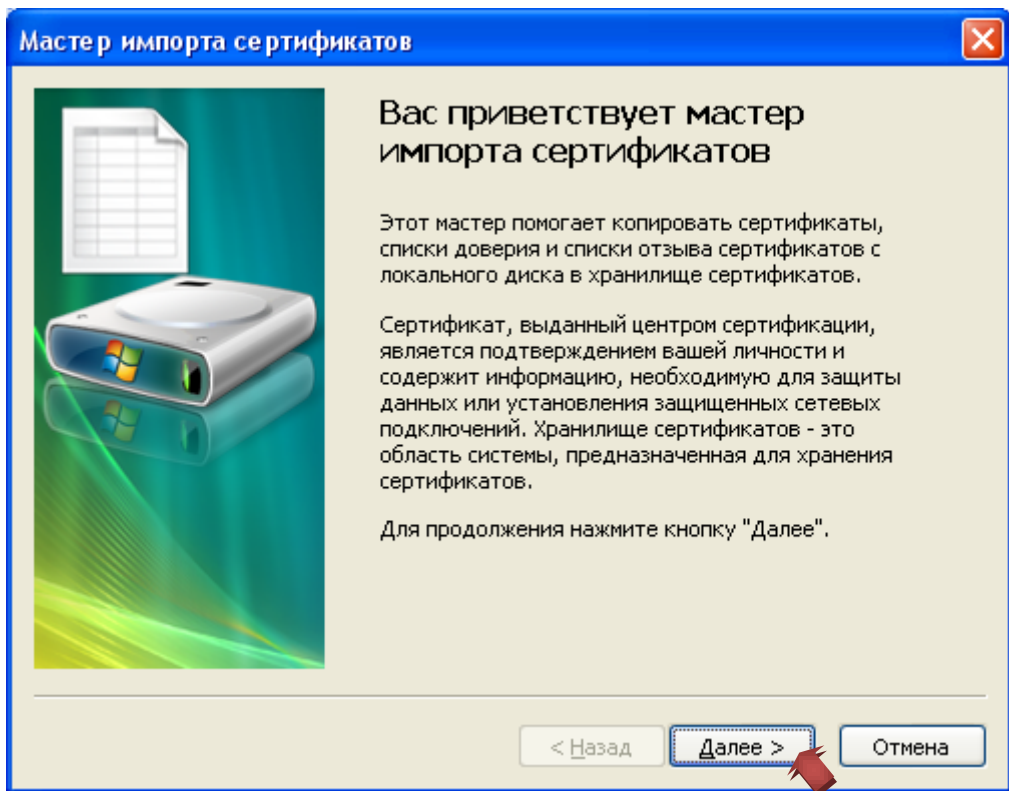 Мастер импорта сертификатов
Вас приветствует мастер
импорта сертификатов
Этот мастер помогает копировать сертификаты,
списки доверия и списки отзыва сертификатов с
локального диска в хранилище сертификатов.
Сертификат, выданный центром сертификации,
является подтверждением вашей личности и
содержит информацию, необходимую для защиты
данных или установления защищенных сетевых
подключений. Хранилище сертификатов - это
область системы, предназначенная для хранения
сертификатов.
Для продолжения нажмите кнопку "Далее".
< Назад Далее > Отмена